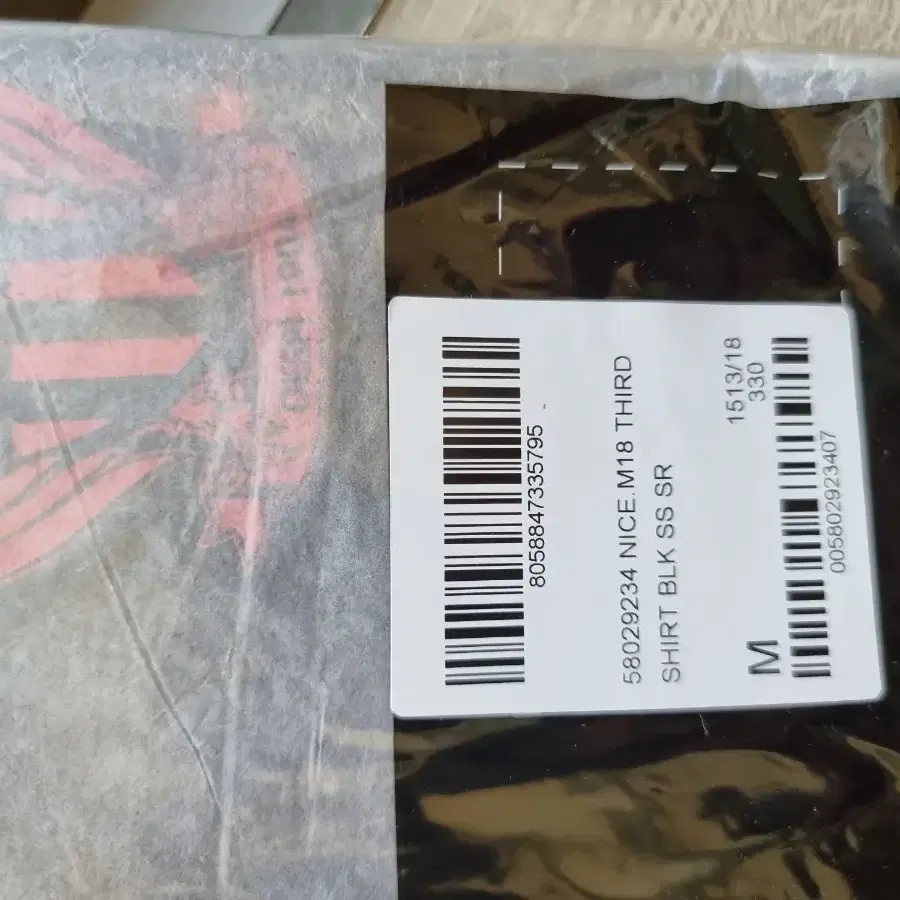 8058847335795
58029234 NICE.M18 THIRD
SHIRT BLK SS SR
1513/18
330
M
005802923407